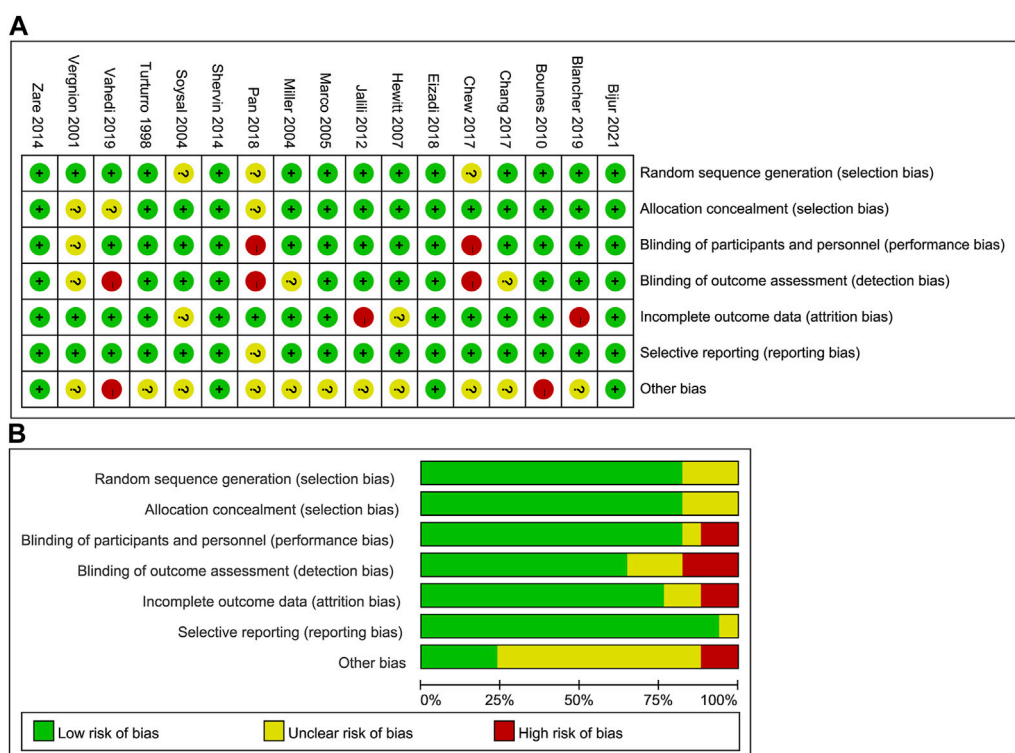 A
Zare 2014
Vergnion 2001
Vahedi 2019
Turturro 1998
Soysal 2004
Shervin 2014
Pan 2018
Miller 2004
Marco 2005
Jalili 2012
Hewitt 2007
Eizadi 2018
Chew 2017
Chang 2017
Bounes 2010
Blancher 2019
Bijur 2021
+ + + + ? + ? + + + + + ? + + + + Random sequence generation (selection bias)
+ ? ? + + + ? + + + + + + + + + + Allocation concealment (selection bias)
+ ? + + + + – + + + + + – + + + + Blinding of participants and personnel (performance bias)
+ ? – + + + – ? + + + + – ? + + + Blinding of outcome assessment (detection bias)
+ + + + ? + + + + – ? + + + + – + Incomplete outcome data (attrition bias)
+ + + + + + ? + + + + + + + + + + Selective reporting (reporting bias)
+ ? – ? ? + ? ? ? ? ? + ? ? – ? + Other bias
B
Random sequence generation (selection bias)
Allocation concealment (selection bias)
Blinding of participants and personnel (performance bias)
Blinding of outcome assessment (detection bias)
Incomplete outcome data (attrition bias)
Selective reporting (reporting bias)
Other bias
0% 25% 50% 75% 100%
Low risk of bias Unclear risk of bias High risk of bias